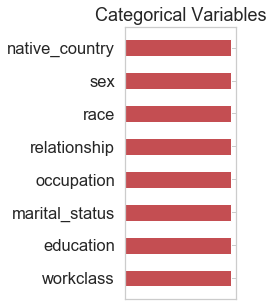 Categorical Variables
native_country
sex
race
relationship
occupation
marital_status
education
workclass